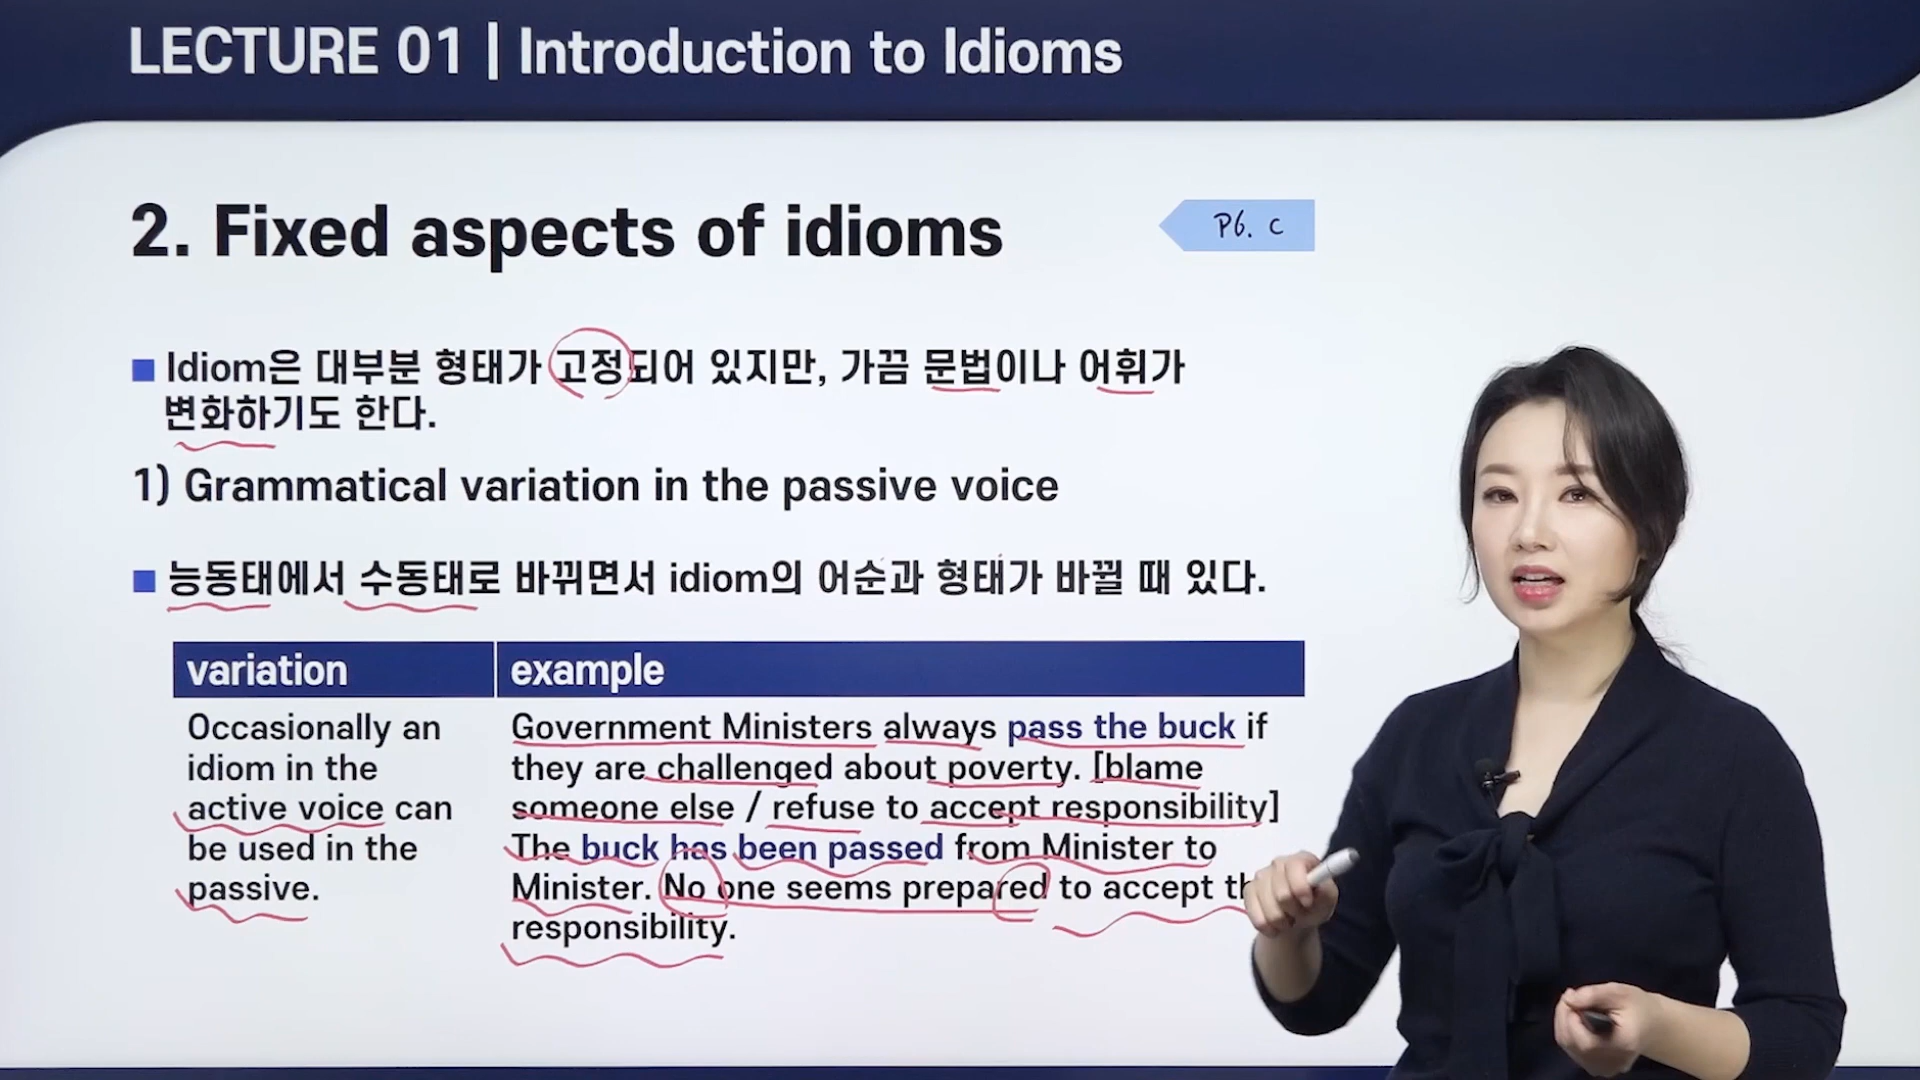 LECTURE 01 | Introduction to Idioms
2. Fixed aspects of idioms
P6. C
■ Idiom은 대부분 형태가 고정되어 있지만, 가끔 문법이나 어휘가
변화하기도 한다.
1) Grammatical variation in the passive voice
■ 능동태에서 수동태로 바뀌면서 idiom의 어순과 형태가 바뀔 때 있다.
variation
Occasionally an
idiom in the
active voice can
be used in the
passive.
example
Government Ministers always pass the buck if
they are challenged about poverty. [blame
someone else / refuse to accept responsibility]
The buck has been passed from Minister to
Minister. No one seems prepared to accept
responsibility.